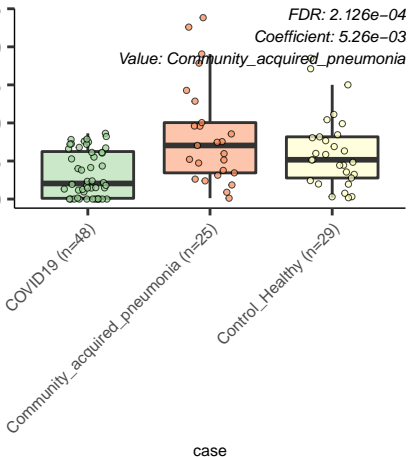 FDR: 2.126e−04
Coefficient: 5.26e−03
Value: Community_acquired_pneumonia
COVID19 (n=48)
Community_acquired_pneumonia (n=25)
Control_Healthy (n=29)
case